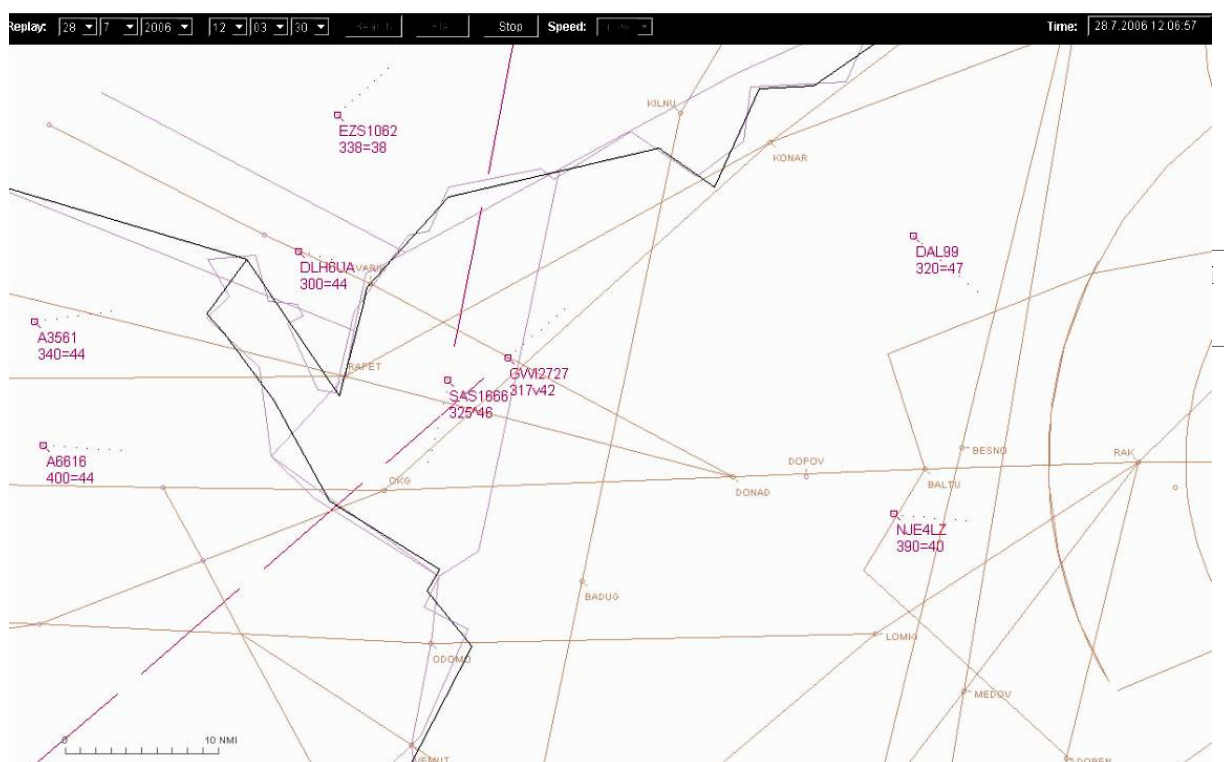 Replay: 28 7 2006 12 03 30 Stop Speed: Time: 28.7.2006 12:06:57
KILNU
EZS1062
338=38
KONAR
DAL99
320=47
DLH6UA
300=44
A3561
340=44
RAPET
GWI2727
317v42
SAS1666
325^46
A6616
400=44
BESNO
RAK
DOPOV
OKG
BALTU
DONAD
NJE4LZ
390=40
BADUG
LOMKI
ODOMO
MEDOV
0 10 NMI